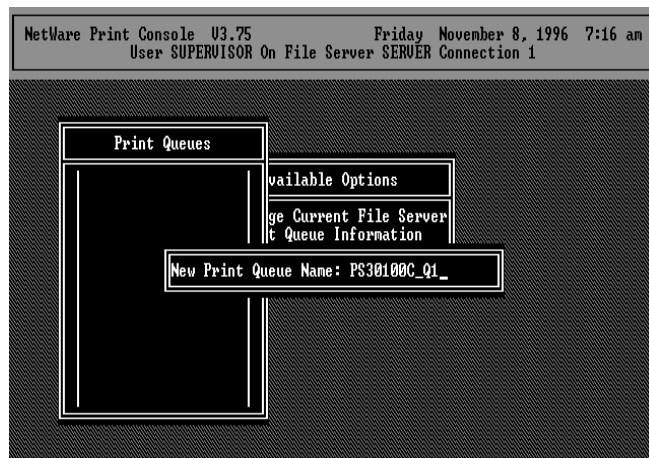 NetWare Print Console V3.75 Friday November 8, 1996 7:16 am
User SUPERVISOR On File Server SERVER Connection 1
Print Queues
vailable Options
ge Current File Server
t Queue Information
New Print Queue Name: PS30100C_Q1_